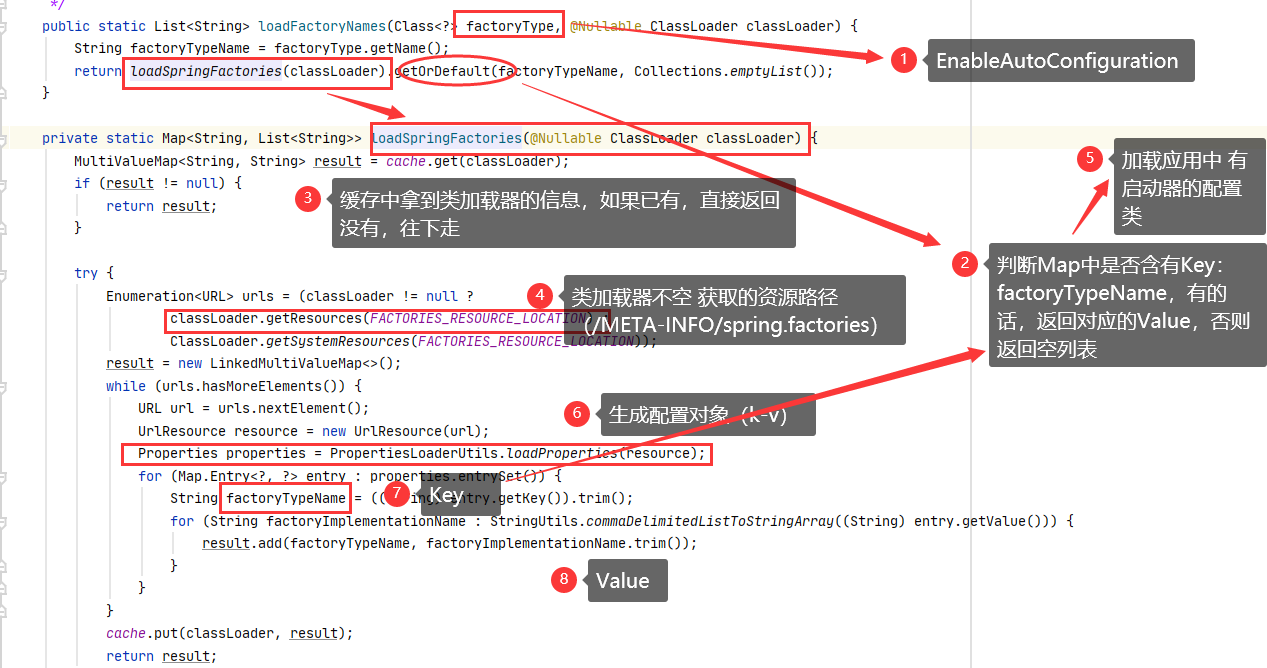 */
public static List<String> loadFactoryNames(Class<?> factoryType, @Nullable ClassLoader classLoader) {
String factoryTypeName = factoryType.getName();
return loadSpringFactories(classLoader).getOrDefault(factoryTypeName, Collections.emptyList());
}
1 EnableAutoConfiguration
private static Map<String, List<String>> loadSpringFactories(@Nullable ClassLoader classLoader) {
MultiValueMap<String, String> result = cache.get(classLoader);
if (result != null) {
return result;
}
3 缓存中拿到类加载器的信息，如果已有，直接返回
没有，往下走
5 加载应用中 有
启动器的配置
类
2 判断Map中是否含有Key：
factoryTypeName，有的
话，返回对应的Value，否则
返回空列表
try {
Enumeration<URL> urls = (classLoader != null ?
classLoader.getResources(FACTORIES_RESOURCE_LOCATION)
ClassLoader.getSystemResources(FACTORIES_RESOURCE_LOCATION));
4 类加载器不空 获取的资源路径
（/META-INFO/spring.factories）
result = new LinkedMultiValueMap<>();
while (urls.hasMoreElements()) {
URL url = urls.nextElement();
UrlResource resource = new UrlResource(url);
6 生成配置对象（k-v）
Properties properties = PropertiesLoaderUtils.loadProperties(resource);
for (Map.Entry<?, ?> entry : properties.entrySet()) {
String factoryTypeName = (( entry.getKey()).trim();
7 Key
for (String factoryImplementationName : StringUtils.commaDelimitedListToStringArray((String) entry.getValue())) {
result.add(factoryTypeName, factoryImplementationName.trim());
}
8 Value
}
}
cache.put(classLoader, result);
return result;